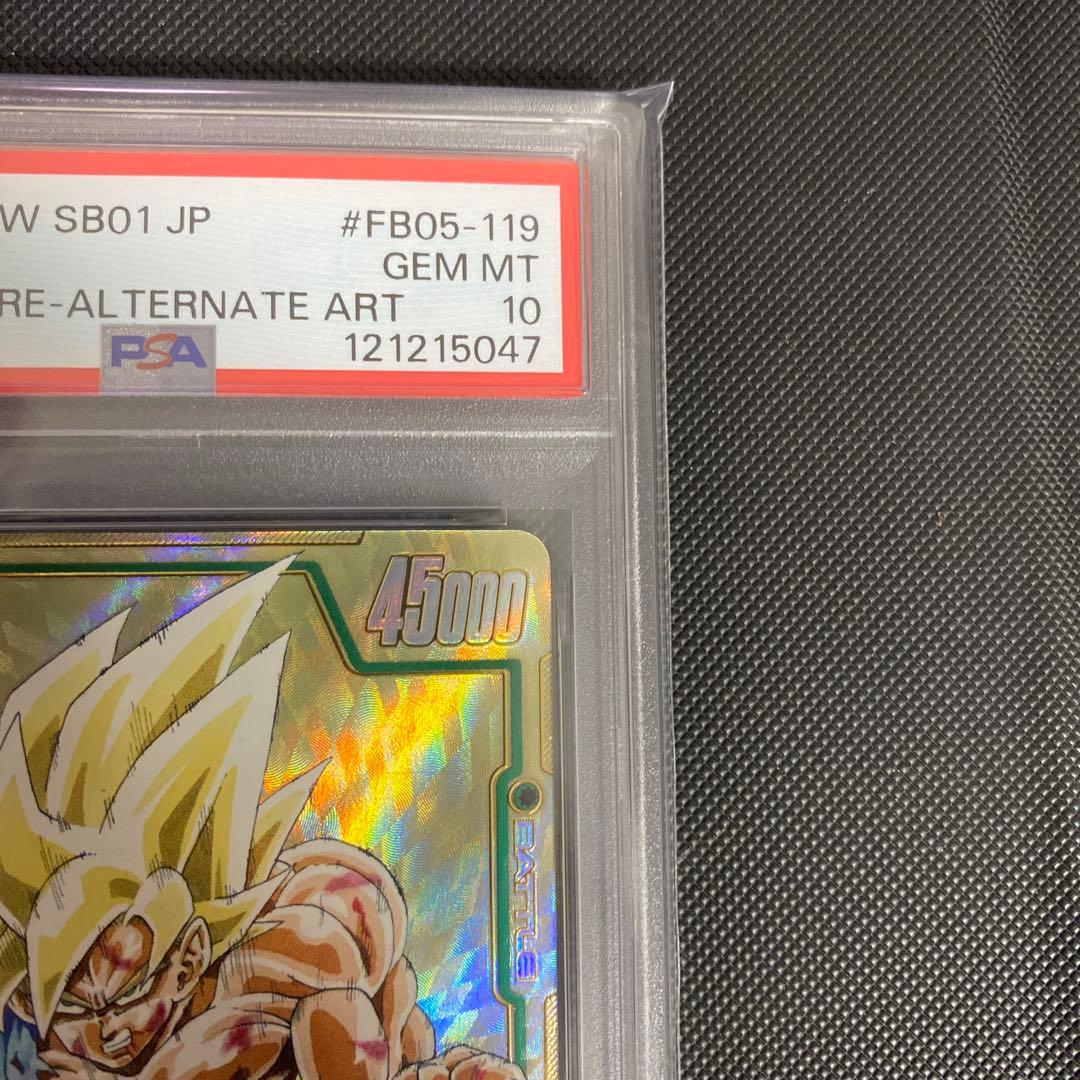 W SB01 JP #FB05-119
GEM MT
RE-ALTERNATE ART 10
PSA 121215047
45000
BATTLE